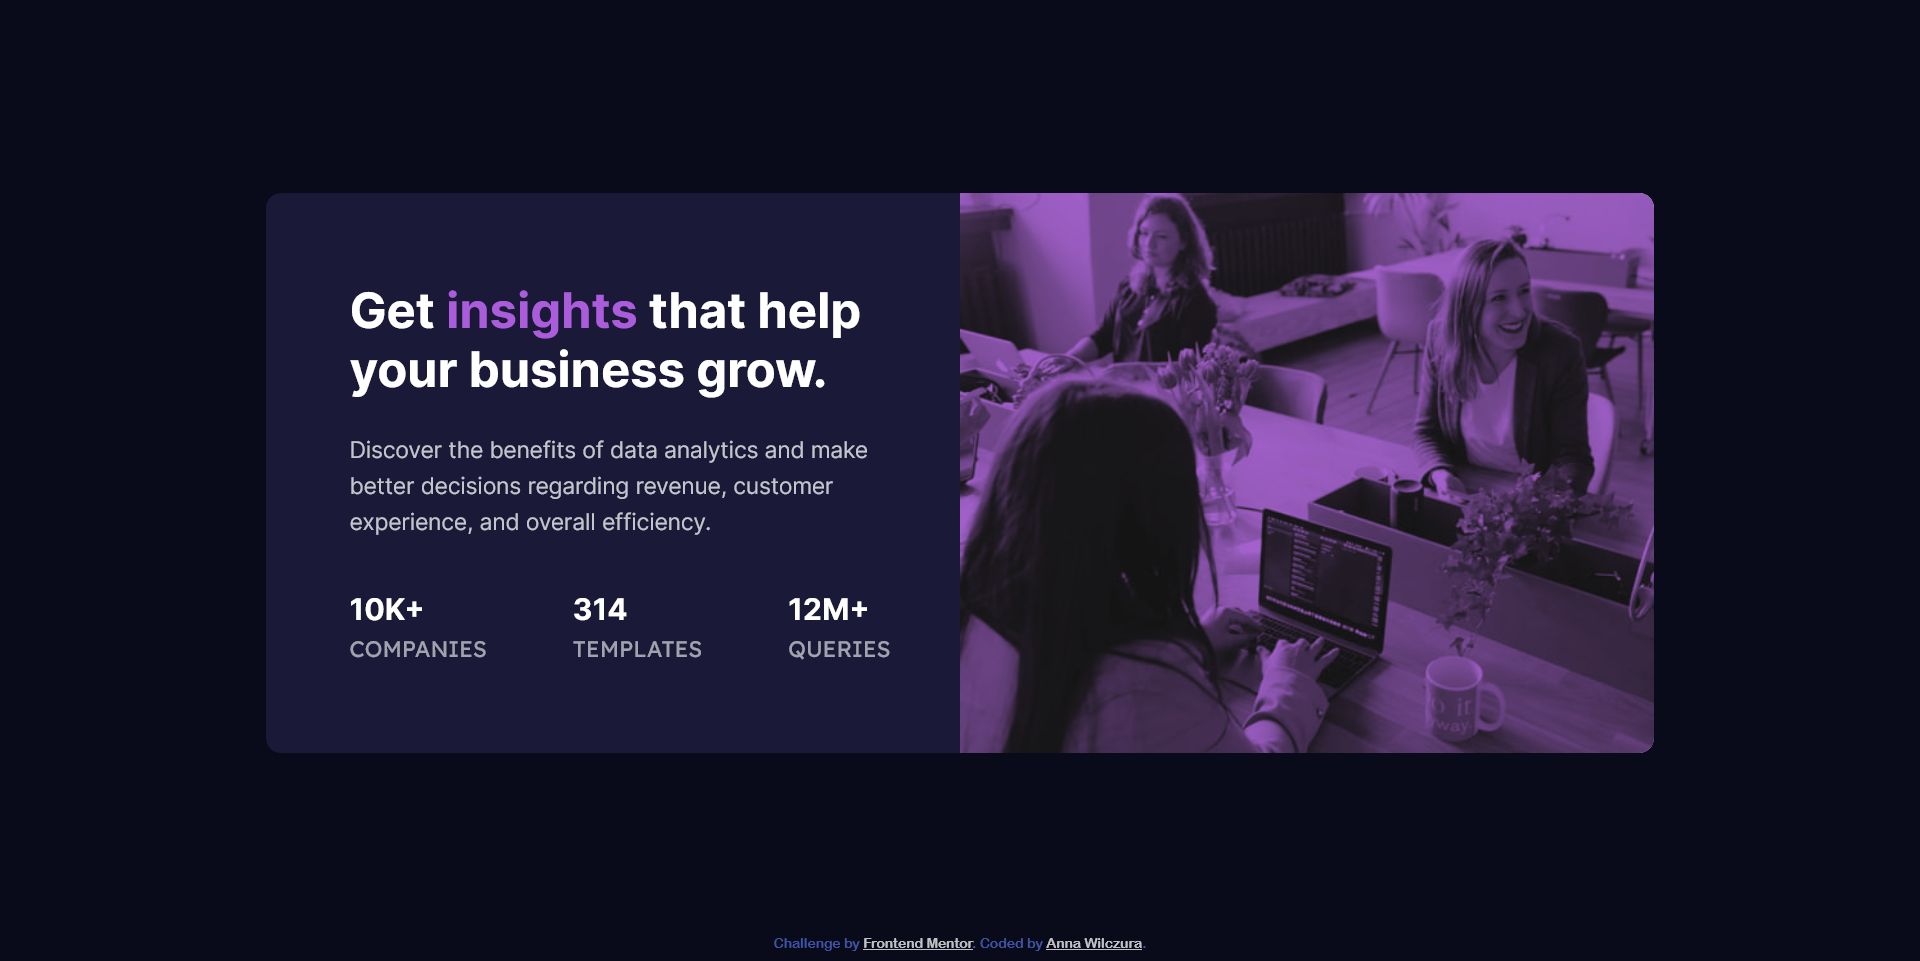 Get insights that help
your business grow.
Discover the benefits of data analytics and make
better decisions regarding revenue, customer
experience, and overall efficiency.
10K+
COMPANIES
314
TEMPLATES
12M+
QUERIES
Challenge by Frontend Mentor. Coded by Anna Wilczura.